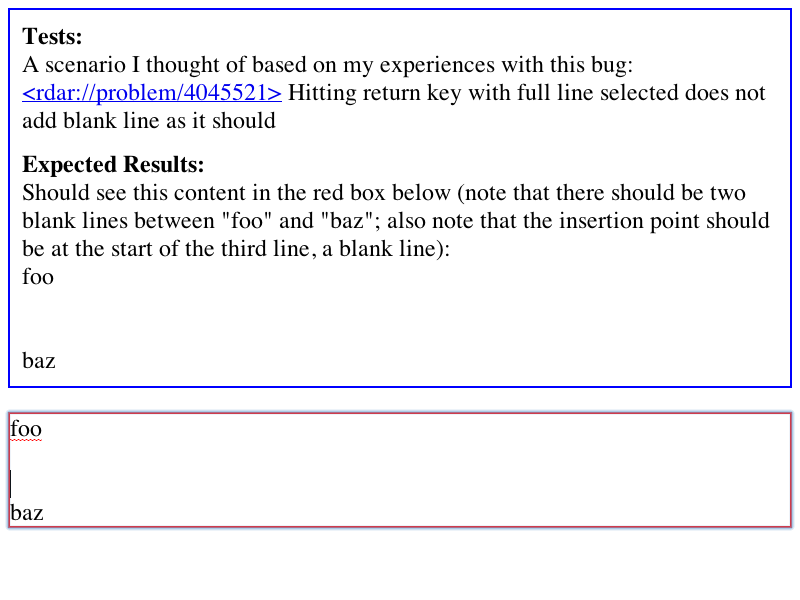 Tests:
A scenario I thought of based on my experiences with this bug:
<rdar://problem/4045521> Hitting return key with full line selected does not
add blank line as it should
Expected Results:
Should see this content in the red box below (note that there should be two
blank lines between "foo" and "baz"; also note that the insertion point should
be at the start of the third line, a blank line):
foo
baz
foo
baz